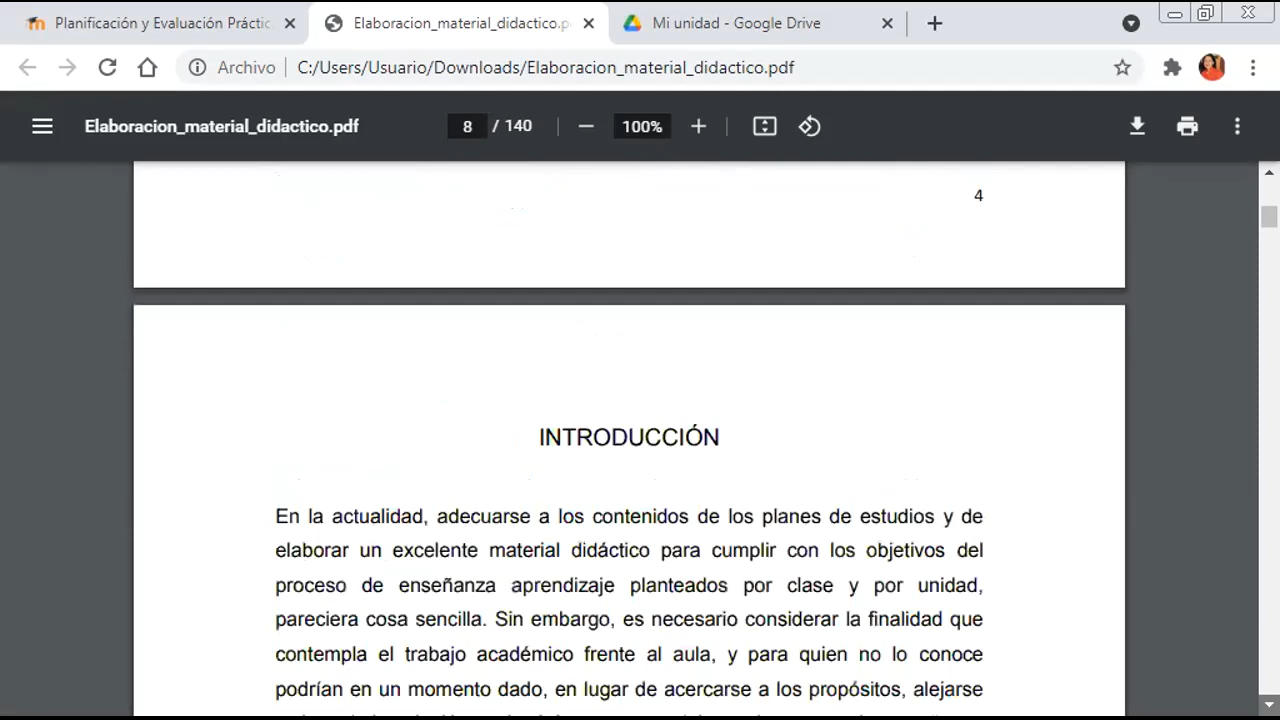 Planificación y Evaluación Práctic
Elaboracion_material_didactico.p
Mi unidad - Google Drive
Archivo
C:/Users/Usuario/Downloads/Elaboracion_material_didactico.pdf
Elaboracion_material_didactico.pdf
8 / 140
100%
4
INTRODUCCIÓN
En la actualidad, adecuarse a los contenidos de los planes de estudios y de
elaborar un excelente material didáctico para cumplir con los objetivos del
proceso de enseñanza aprendizaje planteados por clase y por unidad,
pareciera cosa sencilla. Sin embargo, es necesario considerar la finalidad que
contempla el trabajo académico frente al aula, y para quien no lo conoce
podrían en un momento dado, en lugar de acercarse a los propósitos, alejarse